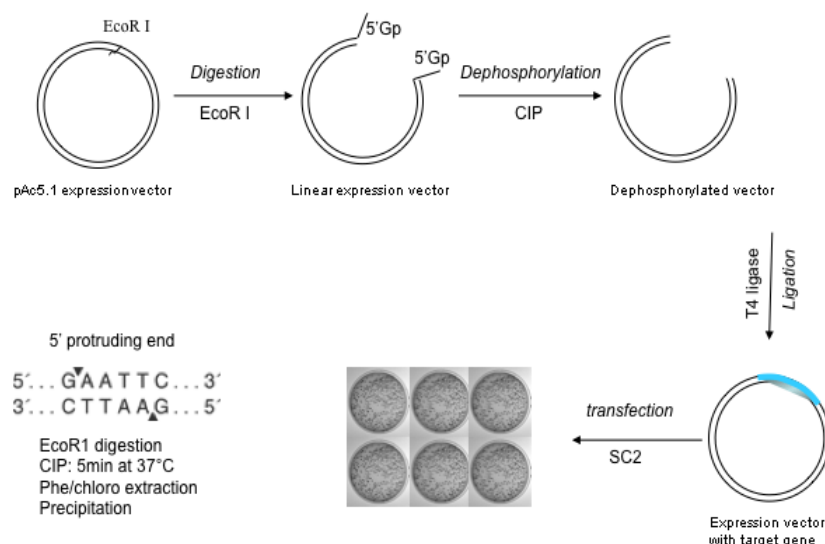 EcoR I
5'Gp
5'Gp
Digestion
EcoR I
Dephosphorylation
CIP
pAc5.1 expression vector
Linear expression vector
Dephosphorylated vector
T4 ligase
Ligation
5' protruding end
5´... GAATTC... 3´
3´... CTTAAG... 5´
EcoR1 digestion
CIP: 5min at 37°C
Phe/chloro extraction
Precipitation
transfection
SC2
Expression vector
with target gene